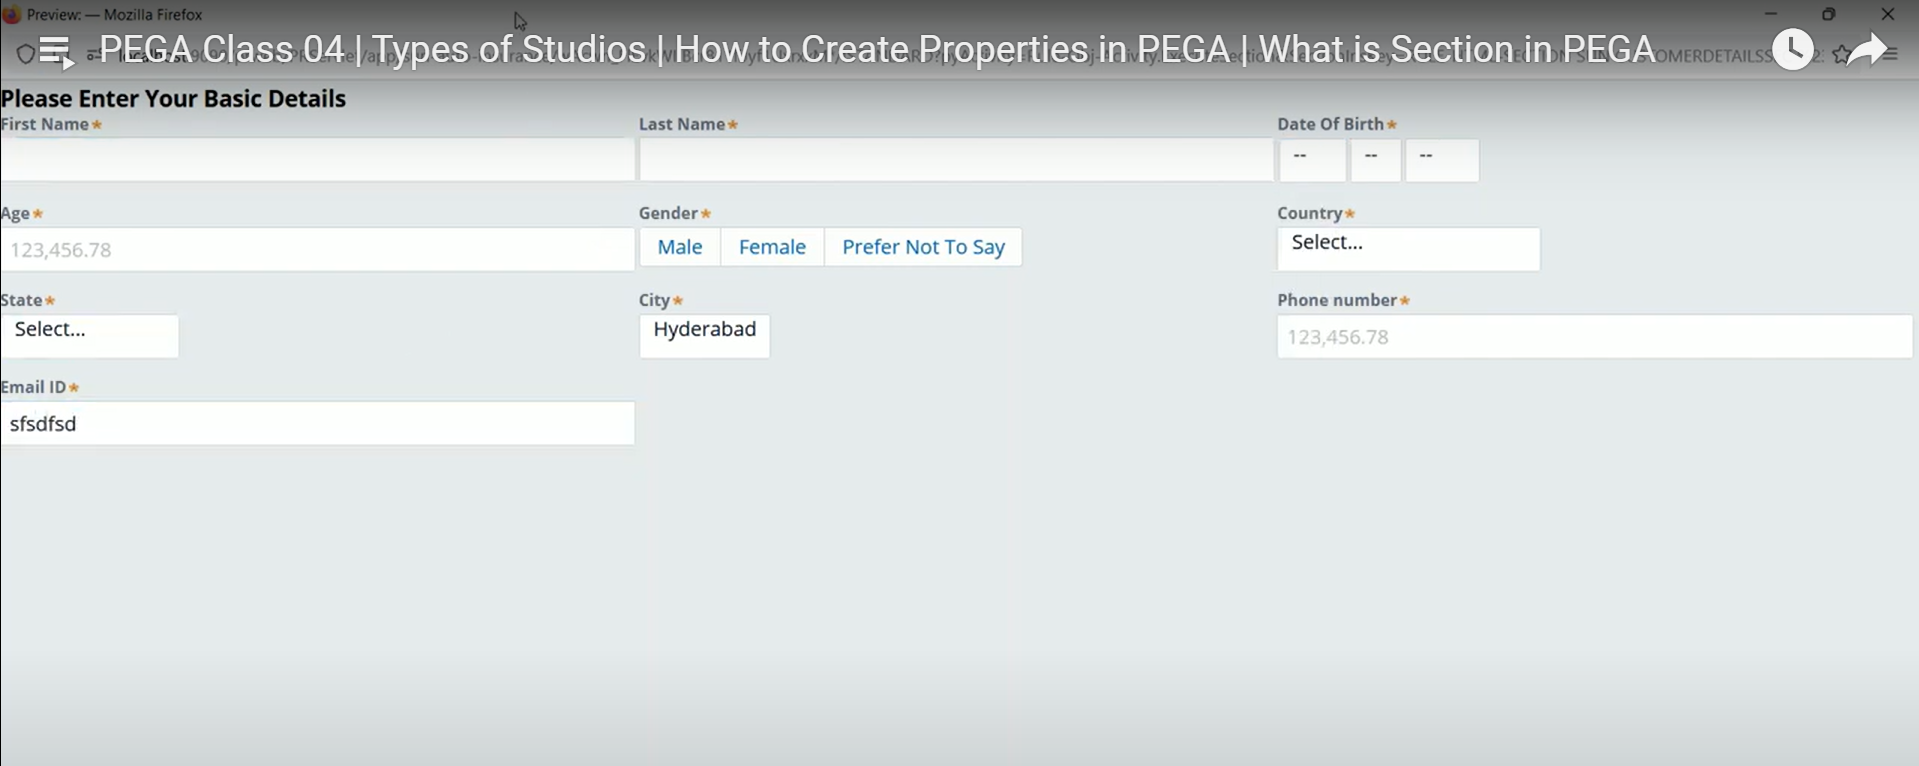 Preview: — Mozilla Firefox
PEGA Class 04 | Types of Studios | How to Create Properties in PEGA | What is Section in PEGA
Please Enter Your Basic Details
First Name* Last Name* Date Of Birth*
-- -- --
Age* Gender* Country*
123,456.78 Male Female Prefer Not To Say Select...
State* City* Phone number*
Select... Hyderabad 123,456.78
Email ID*
sfsdfsd